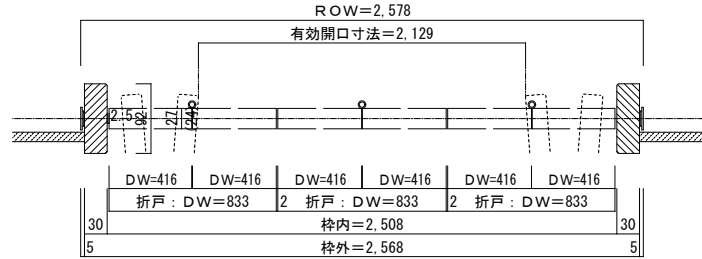 ROW=2,578
有効開口寸法=2,129
2.5
92
27
24
DW=416 DW=416 DW=416 DW=416 DW=416 DW=416
折戸：DW=833 2 折戸：DW=833 2 折戸：DW=833
30 枠内=2,508 30
5 枠外=2,568 5